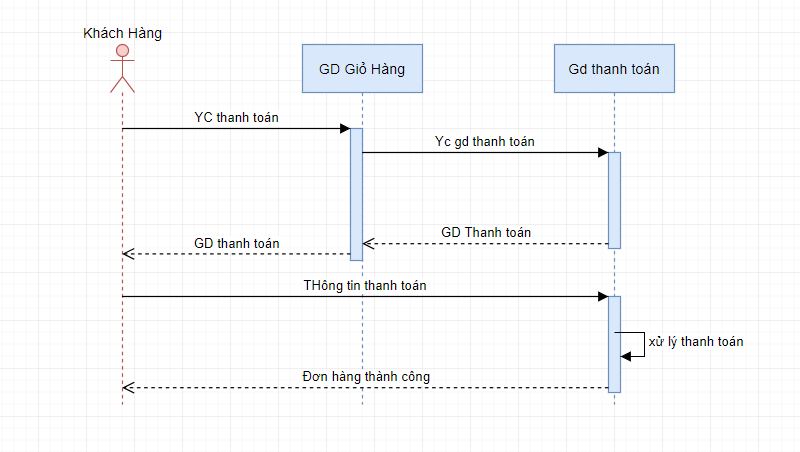 Khách Hàng
GD Giỏ Hàng
Gd thanh toán
YC thanh toán
Yc gd thanh toán
GD Thanh toán
GD thanh toán
THông tin thanh toán
xử lý thanh toán
Đơn hàng thành công